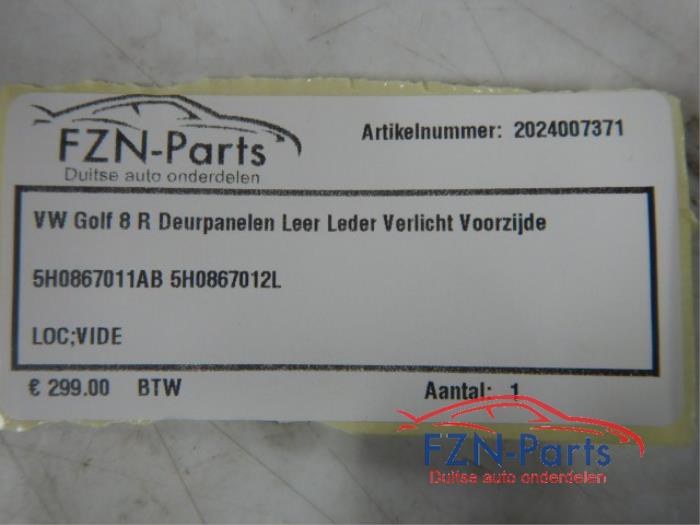 FZN-Parts
Duitse auto onderdelen
Artikelnummer: 2024007371
VW Golf 8 R Deurpanelen Leer Leder Verlicht Voorzijde
5H0867011AB 5H0867012L
LOC;VIDE
€ 299.00 BTW
Aantal: 1
FZN-Parts
Duitse auto onderdelen